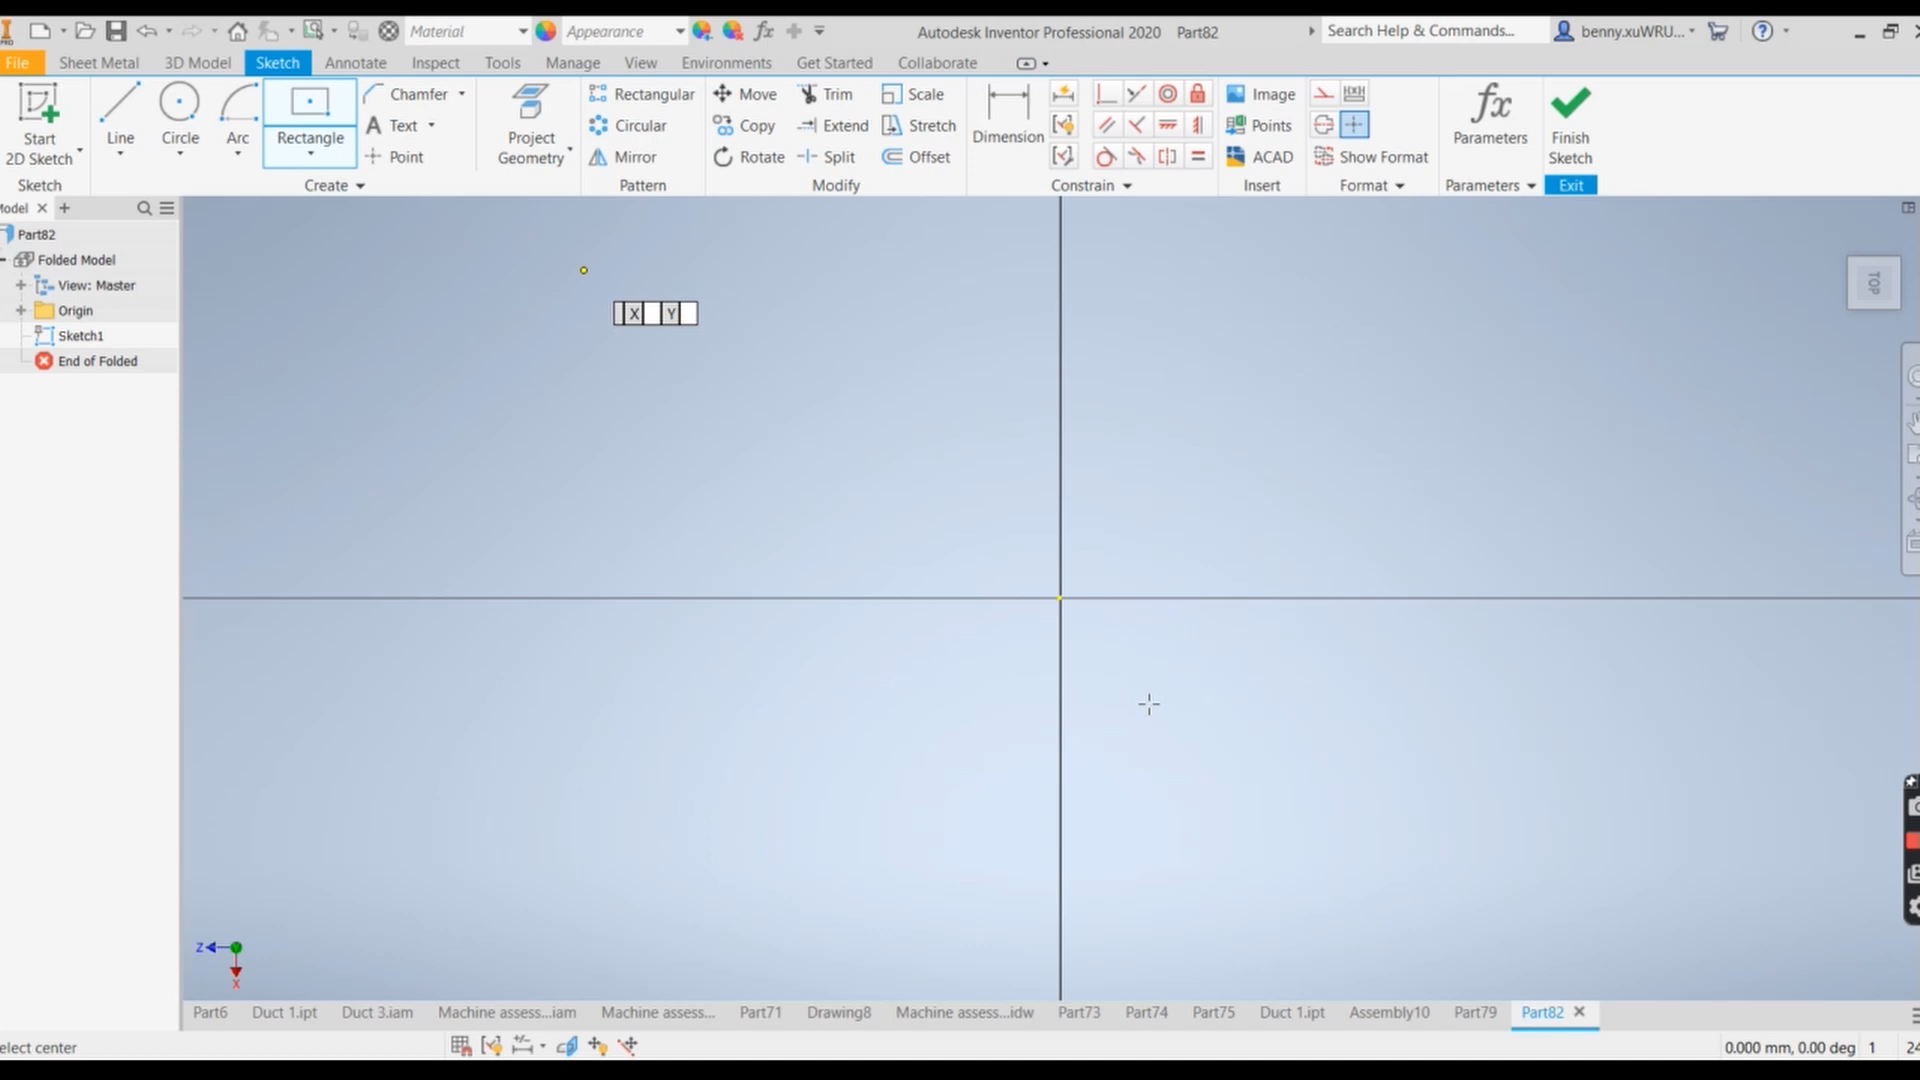 Material
Appearance
fx
Autodesk Inventor Professional 2020 Part82
Search Help & Commands...
benny.xuWRU...
File Sheet Metal 3D Model Sketch Annotate Inspect Tools Manage View Environments Get Started Collaborate
Start
2D Sketch
Line
Circle
Arc
Rectangle
Chamfer
Text
Point
Project
Geometry
Rectangular
Circular
Mirror
Move
Copy
Rotate
Trim
Extend
Split
Scale
Stretch
Offset
Dimension
Image
Points
ACAD
Show Format
fx
Parameters
Finish
Sketch
Sketch
Create
Pattern
Modify
Constrain
Insert
Format
Parameters
Exit
Model
Part82
Folded Model
View: Master
Origin
Sketch1
End of Folded
X Y
TOP
Z
X
Part6 Duct 1.ipt Duct 3.iam Machine assess...iam Machine assess... Part71 Drawing8 Machine assess...idw Part73 Part74 Part75 Duct 1.ipt Assembly10 Part79 Part82
elect center
0.000 mm, 0.00 deg 1 24